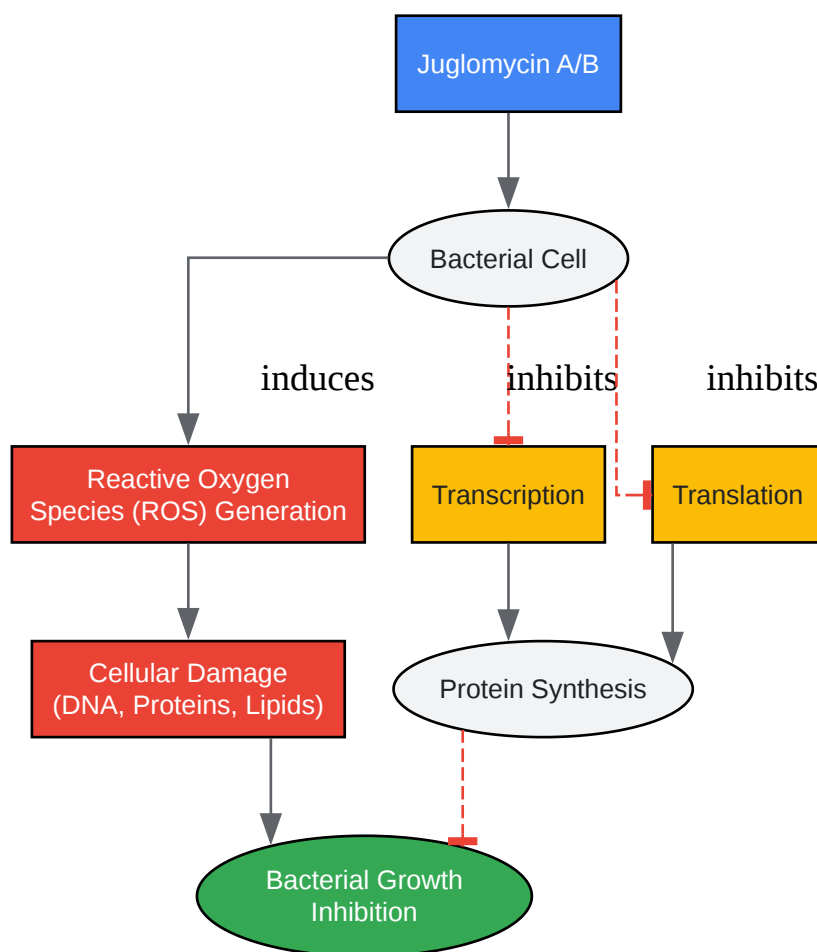 Juglomycin A/B
Bacterial Cell
induces
inhibits
inhibits
Reactive Oxygen
Species (ROS) Generation
Transcription
Translation
Cellular Damage
(DNA, Proteins, Lipids)
Protein Synthesis
Bacterial Growth
Inhibition